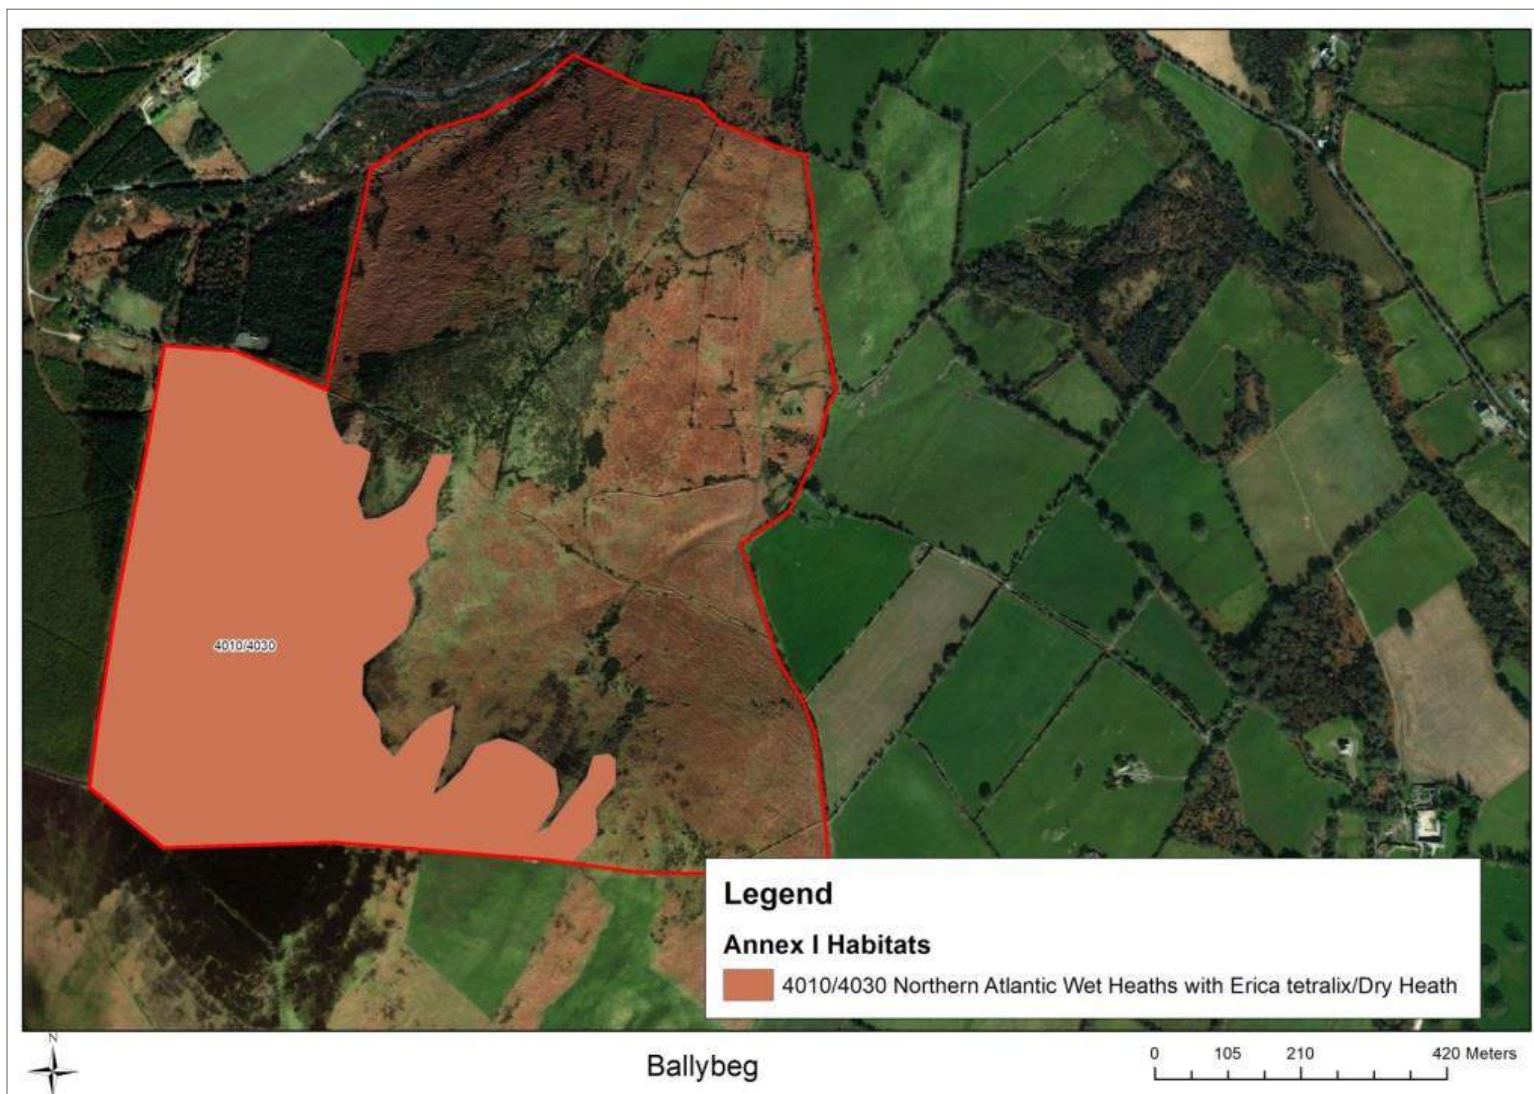 4010/4030
Legend
Annex I Habitats
4010/4030 Northern Atlantic Wet Heaths with Erica tetralix/Dry Heath
N
Ballybeg
0 105 210 420 Meters